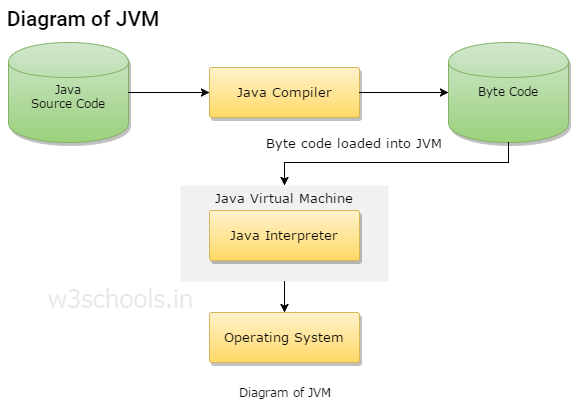 Diagram of JVM
Java
Source Code
Java Compiler
Byte Code
Byte code loaded into JVM
Java Virtual Machine
Java Interpreter
w3schools.in
Operating System
Diagram of JVM